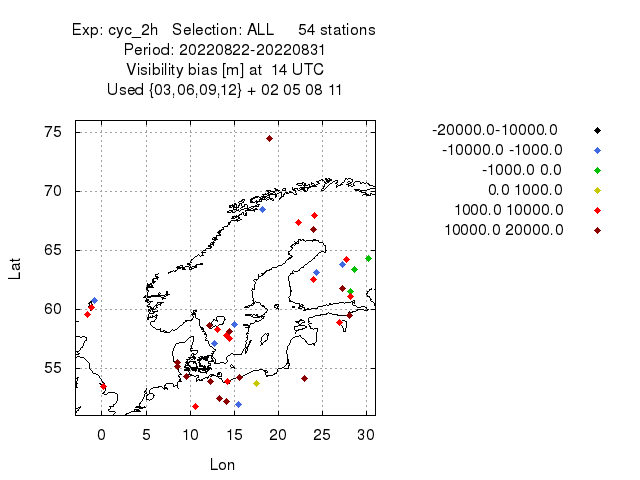 Exp: cyc_2h Selection: ALL 54 stations
Period: 20220822-20220831
Visibility bias [m] at 14 UTC
Used {03,06,09,12} + 02 05 08 11
75
70
65
60
55
Lat
0 5 10 15 20 25 30
Lon
-20000.0-10000.0
-10000.0 -1000.0
-1000.0 0.0
0.0 1000.0
1000.0 10000.0
10000.0 20000.0